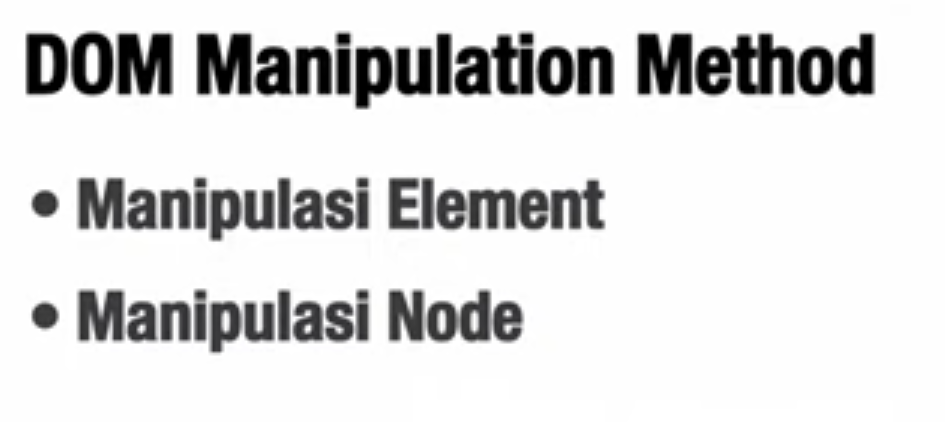 DOM Manipulation Method
• Manipulasi Element
• Manipulasi Node